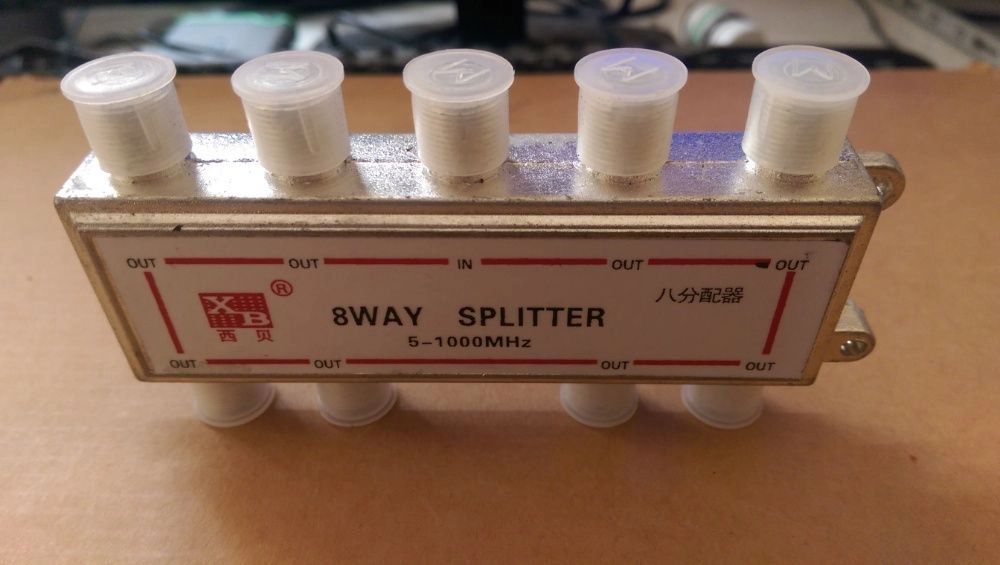 OUT OUT IN OUT OUT
XB
®
八分配器
西贝
8WAY SPLITTER
5-1000MHz
OUT OUT OUT OUT